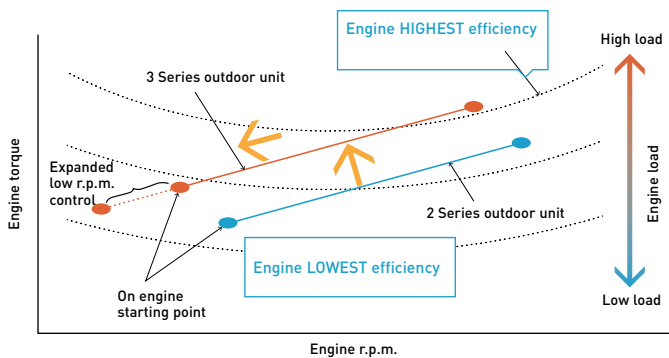 Engine HIGHEST efficiency
High load
3 Series outdoor unit
Expanded
low r.p.m.
control
Engine torque
Engine load
2 Series outdoor unit
Engine LOWEST efficiency
On engine
starting point
Low load
Engine r.p.m.